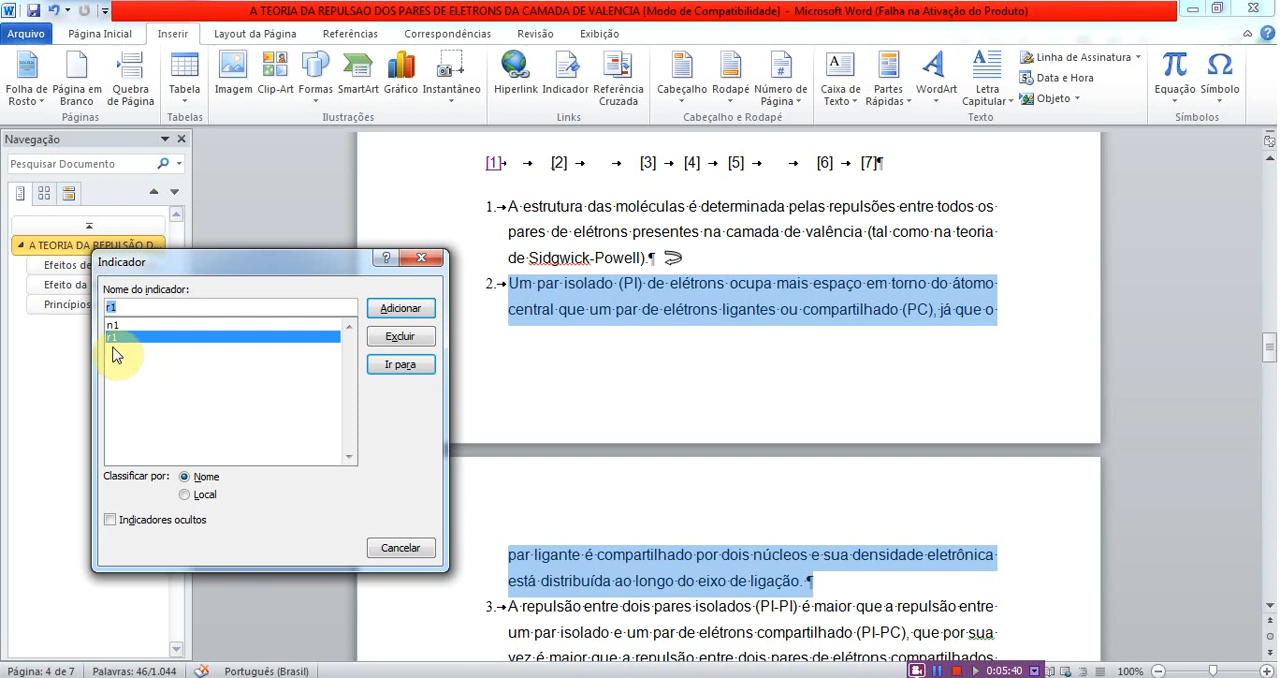 A TEORIA DA REPULSAO DOS PARES DE ELETRONS DA CAMADA DE VALENCIA [Modo de Compatibilidade] - Microsoft Word (Falha na Ativação do Produto)
Arquivo Página Inicial Inserir Layout da Página Referências Correspondências Revisão Exibição
Folha de Rosto
Página em Branco
Quebra de Página
Páginas
Tabela
Tabelas
Imagem Clip-Art Formas SmartArt Gráfico Instantâneo
Ilustrações
Hiperlink Indicador Referência Cruzada
Links
Cabeçalho Rodapé Número de Página
Cabeçalho e Rodapé
Caixa de Texto
Partes Rápidas
WordArt
Letra Capitular
Linha de Assinatura
Data e Hora
Objeto
Texto
Equação Símbolo
Símbolos
Navegação
Pesquisar Documento
A TEORIA DA REPULSÃO D...
Efeitos de
Efeito da
Princípios
Indicador
Nome do indicador:
r1
n1
r1
Adicionar
Excluir
Ir para
Classificar por: Nome
Local
Indicadores ocultos
Cancelar
[1] [2] [3] [4] [5] [6] [7]¶
1.→A·estrutura·das·moléculas·é·determinada·pelas·repulsões·entre·todos·os·
pares·de·elétrons·presentes·na·camada·de·valência·(tal·como·na·teoria·
de·Sidgwick-Powell).¶
2.→Um·par·isolado·(PI)·de·elétrons·ocupa·mais·espaço·em·torno·do·átomo·
central·que·um·par·de·elétrons·ligantes·ou·compartilhado·(PC),·já·que·o·
par·ligante·é·compartilhado·por·dois·núcleos·e·sua·densidade·eletrônica·
está·distribuída·ao·longo·do·eixo·de·ligação.·¶
3.→A·repulsão·entre·dois·pares·isolados·(PI-PI)·é·maior·que·a·repulsão·entre·
um·par·isolado·e·um·par·de·elétrons·compartilhado·(PI-PC),·que·por·sua·
vez·é·maior·que·a·repulsão·entre·dois·pares·de·elétrons·compartilhados·
Página: 4 de 7 Palavras: 46/1.044 Português (Brasil) 0:05:40 100%